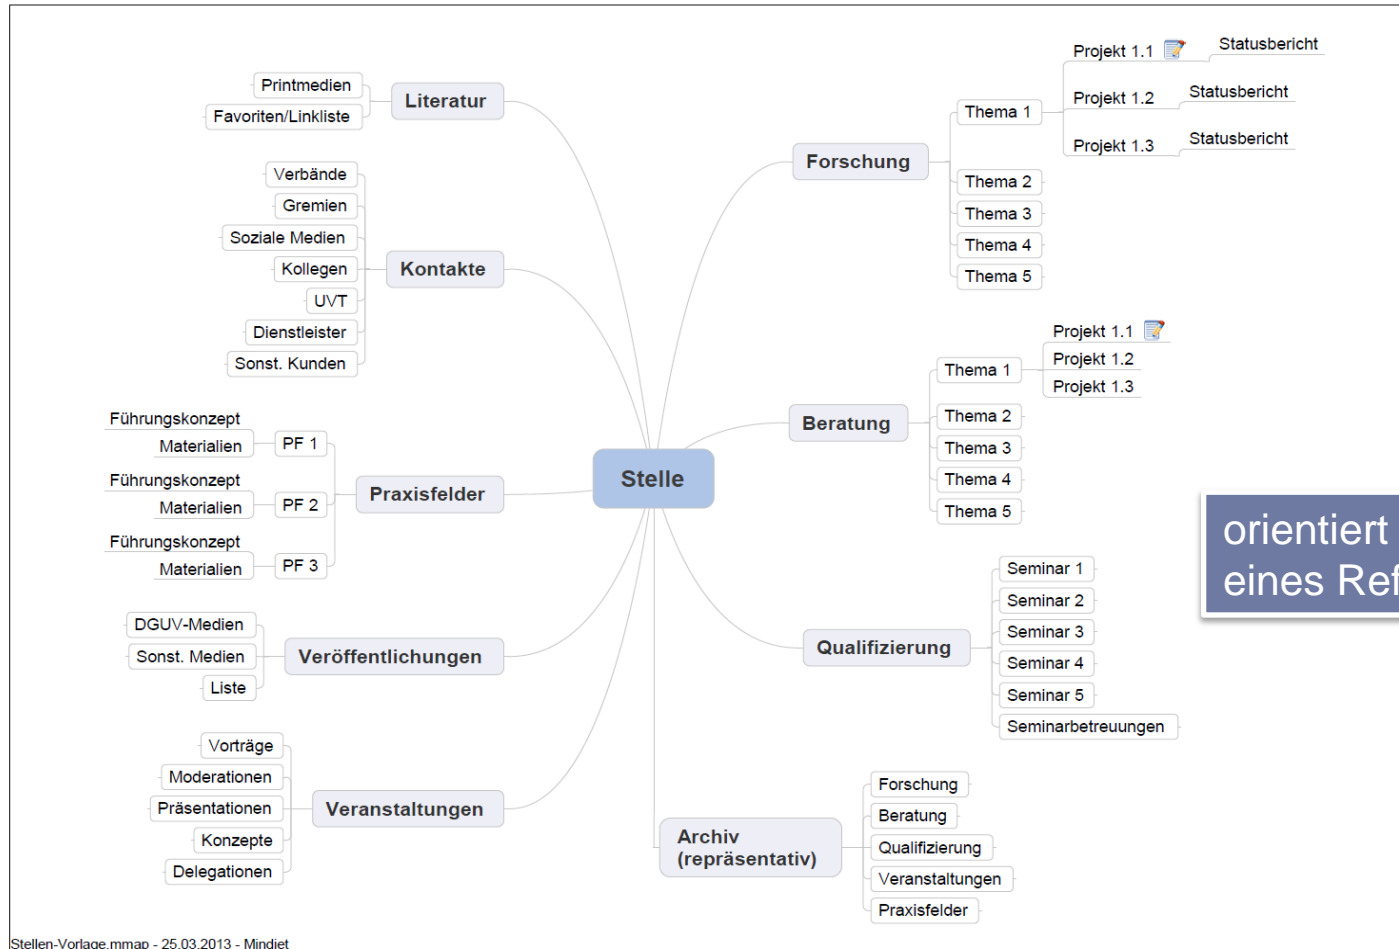 Printmedien
Favoriten/Linkliste
Literatur
Verbände
Gremien
Soziale Medien
Kollegen
UVT
Dienstleister
Sonst. Kunden
Kontakte
Führungskonzept
Materialien
PF 1
Führungskonzept
Materialien
PF 2
Führungskonzept
Materialien
PF 3
Praxisfelder
DGUV-Medien
Sonst. Medien
Liste
Veröffentlichungen
Vorträge
Moderationen
Präsentationen
Konzepte
Delegationen
Veranstaltungen
Stelle
Forschung
Thema 1
Projekt 1.1
Statusbericht
Projekt 1.2
Statusbericht
Projekt 1.3
Statusbericht
Thema 2
Thema 3
Thema 4
Thema 5
Beratung
Thema 1
Projekt 1.1
Projekt 1.2
Projekt 1.3
Thema 2
Thema 3
Thema 4
Thema 5
orientiert
eines Ref
Qualifizierung
Seminar 1
Seminar 2
Seminar 3
Seminar 4
Seminar 5
Seminarbetreuungen
Archiv
(repräsentativ)
Forschung
Beratung
Qualifizierung
Veranstaltungen
Praxisfelder
Stellen-Vorlage.mmap - 25.03.2013 - Mindjet